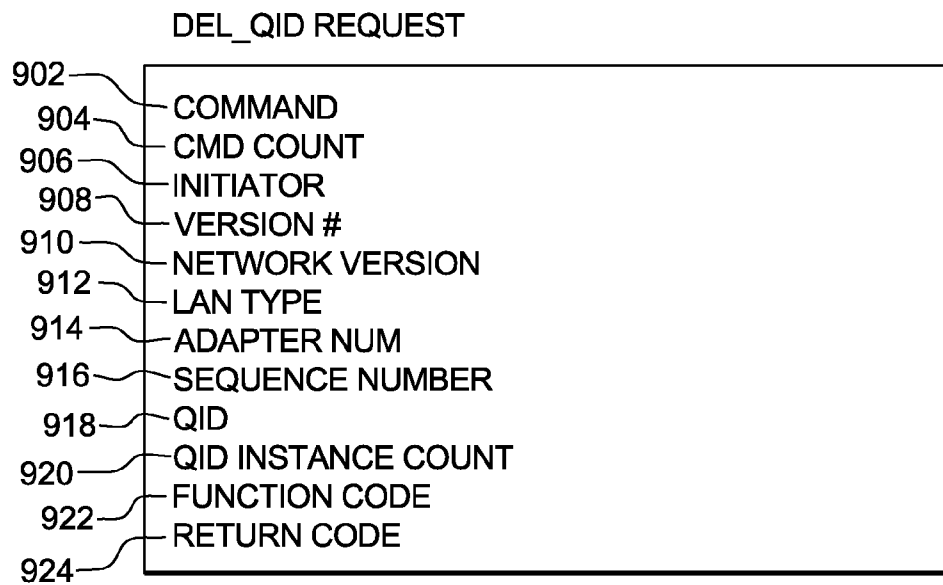 DEL_QID REQUEST
902 COMMAND
904 CMD COUNT
906 INITIATOR
908 VERSION #
910 NETWORK VERSION
912 LAN TYPE
914 ADAPTER NUM
916 SEQUENCE NUMBER
918 QID
920 QID INSTANCE COUNT
922 FUNCTION CODE
924 RETURN CODE